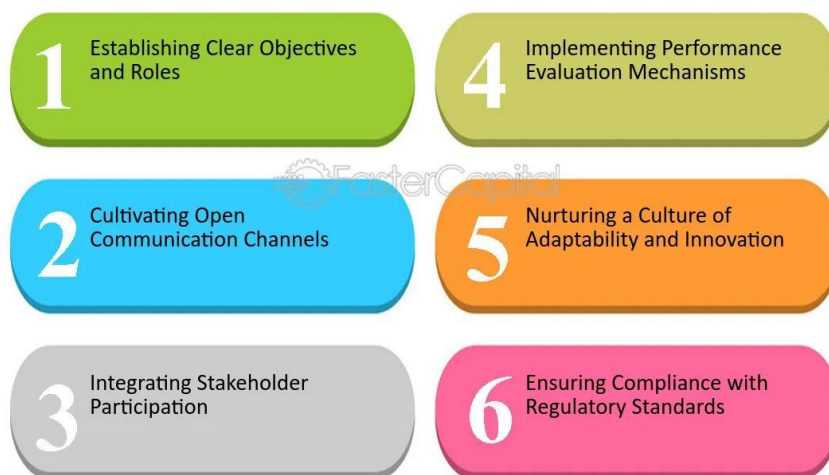 1
Establishing Clear Objectives
and Roles
2
Cultivating Open
Communication Channels
3
Integrating Stakeholder
Participation
4
Implementing Performance
Evaluation Mechanisms
5
Nurturing a Culture of
Adaptability and Innovation
6
Ensuring Compliance with
Regulatory Standards
FasterCapital